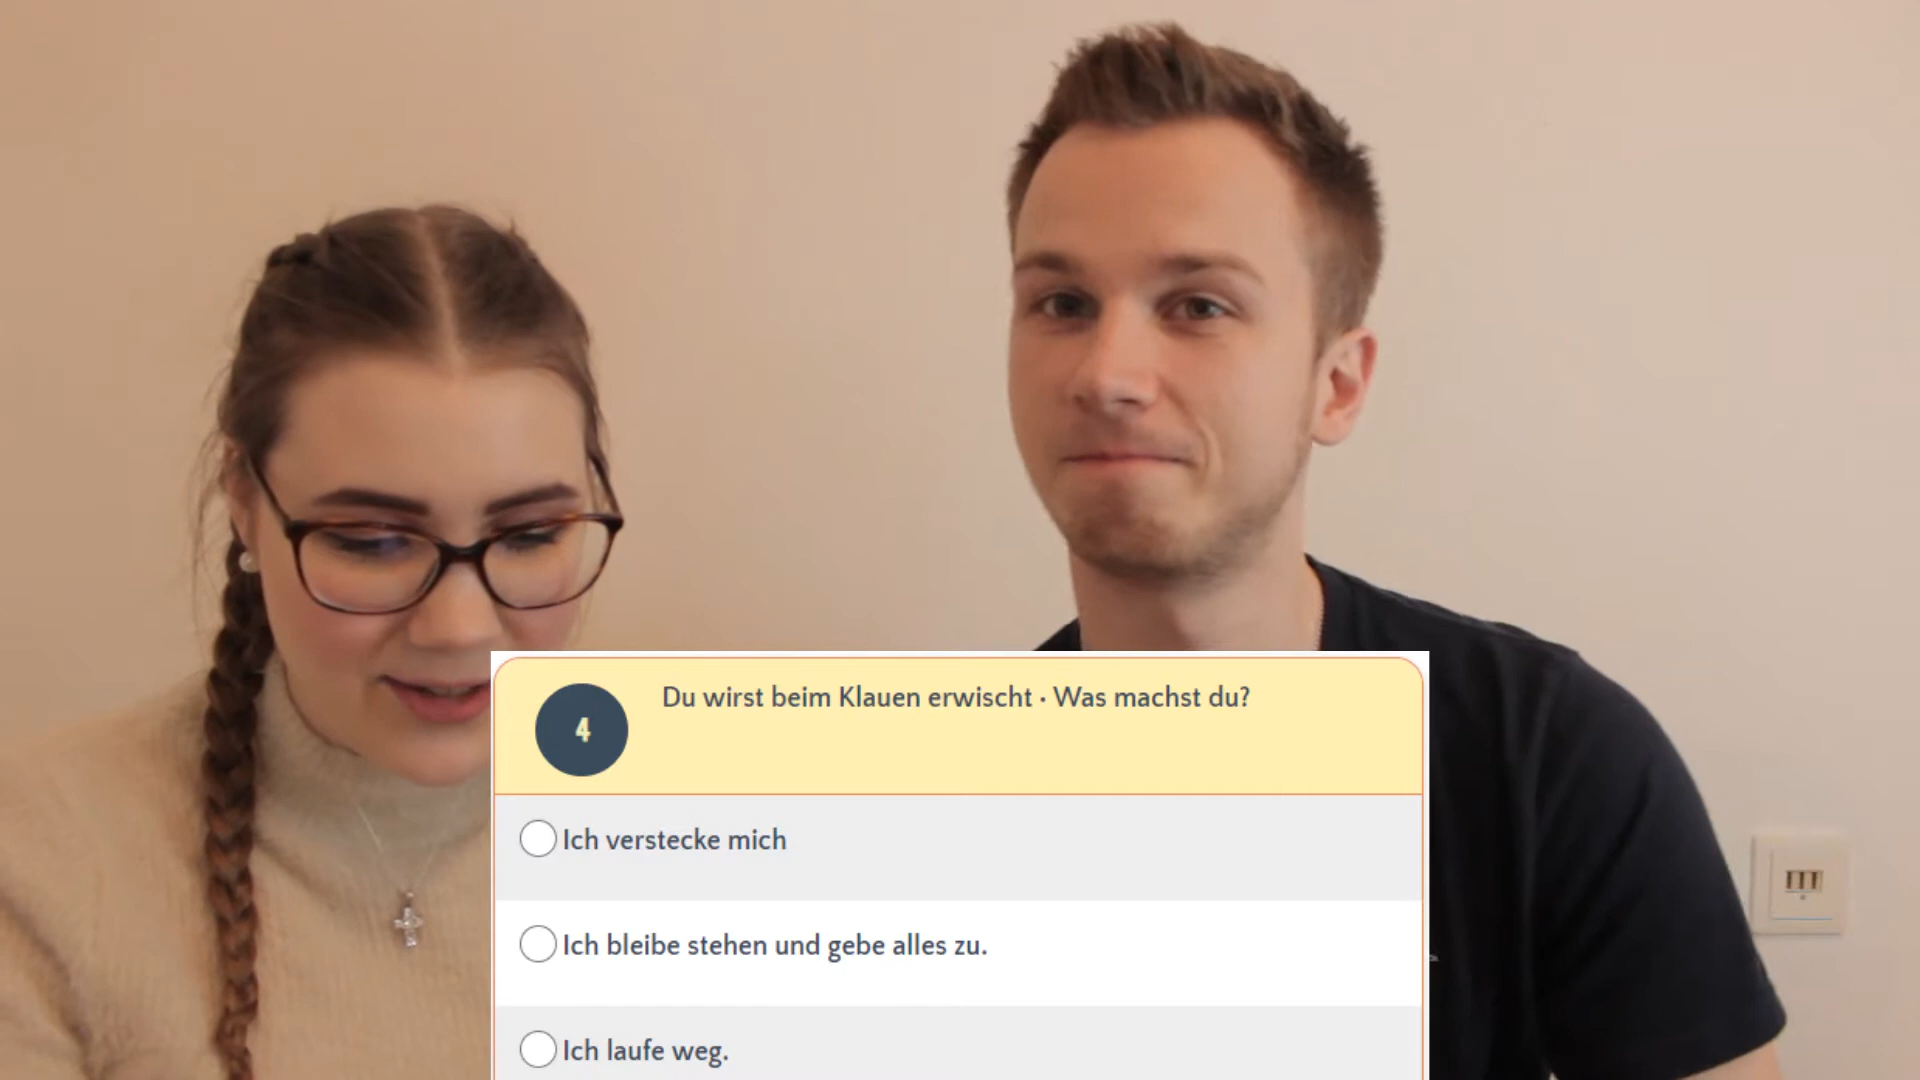 4
Du wirst beim Klauen erwischt · Was machst du?
Ich verstecke mich
Ich bleibe stehen und gebe alles zu.
Ich laufe weg.